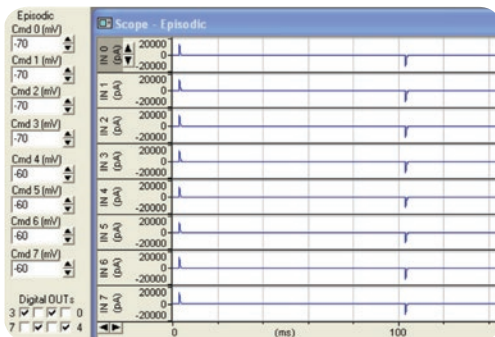 Episodic
Cmd 0 (mV)
-70
Cmd 1 (mV)
-70
Cmd 2 (mV)
-70
Cmd 3 (mV)
-70
Cmd 4 (mV)
-60
Cmd 5 (mV)
-60
Cmd 6 (mV)
-60
Cmd 7 (mV)
-60
Digital OUTs
3 0
7 4
Scope - Episodic
IN 0 (pA)
20000
0
-20000
IN 1 (pA)
20000
0
-20000
IN 2 (pA)
20000
0
-20000
IN 3 (pA)
20000
0
-20000
IN 4 (pA)
20000
0
-20000
IN 5 (pA)
20000
0
-20000
IN 6 (pA)
20000
0
-20000
IN 7 (pA)
20000
0
-20000
0 (ms) 100